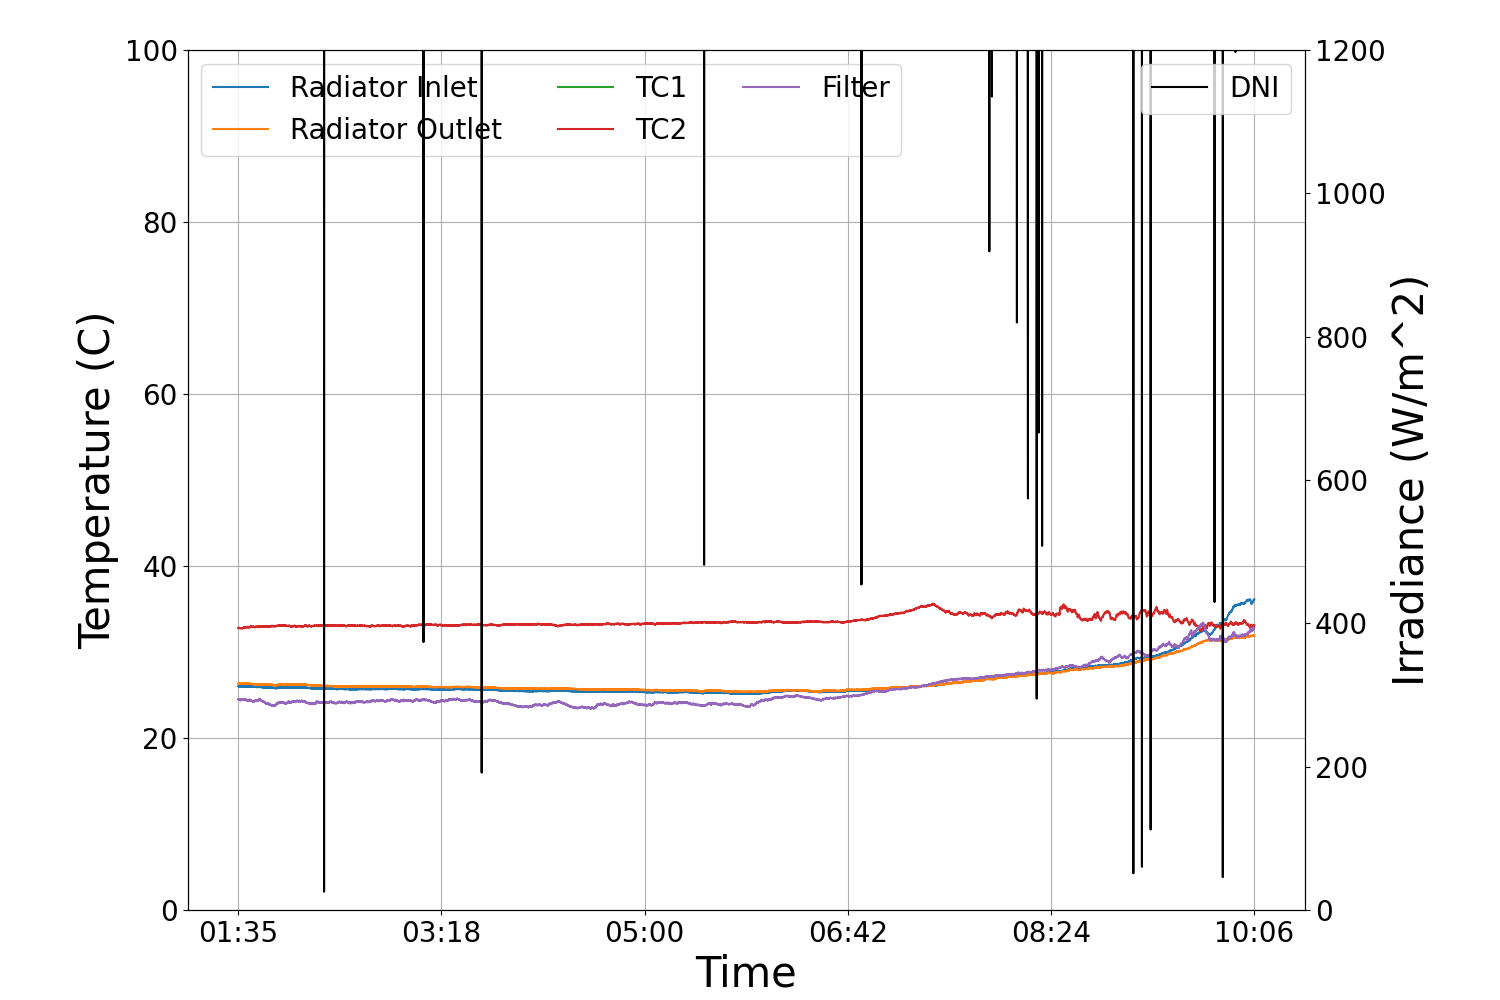 100
80
60
40
20
0
Temperature (C)
Radiator Inlet
Radiator Outlet
TC1
TC2
Filter
DNI
1200
1000
800
600
400
200
0
Irradiance (W/m^2)
01:35 03:18 05:00 06:42 08:24 10:06
Time